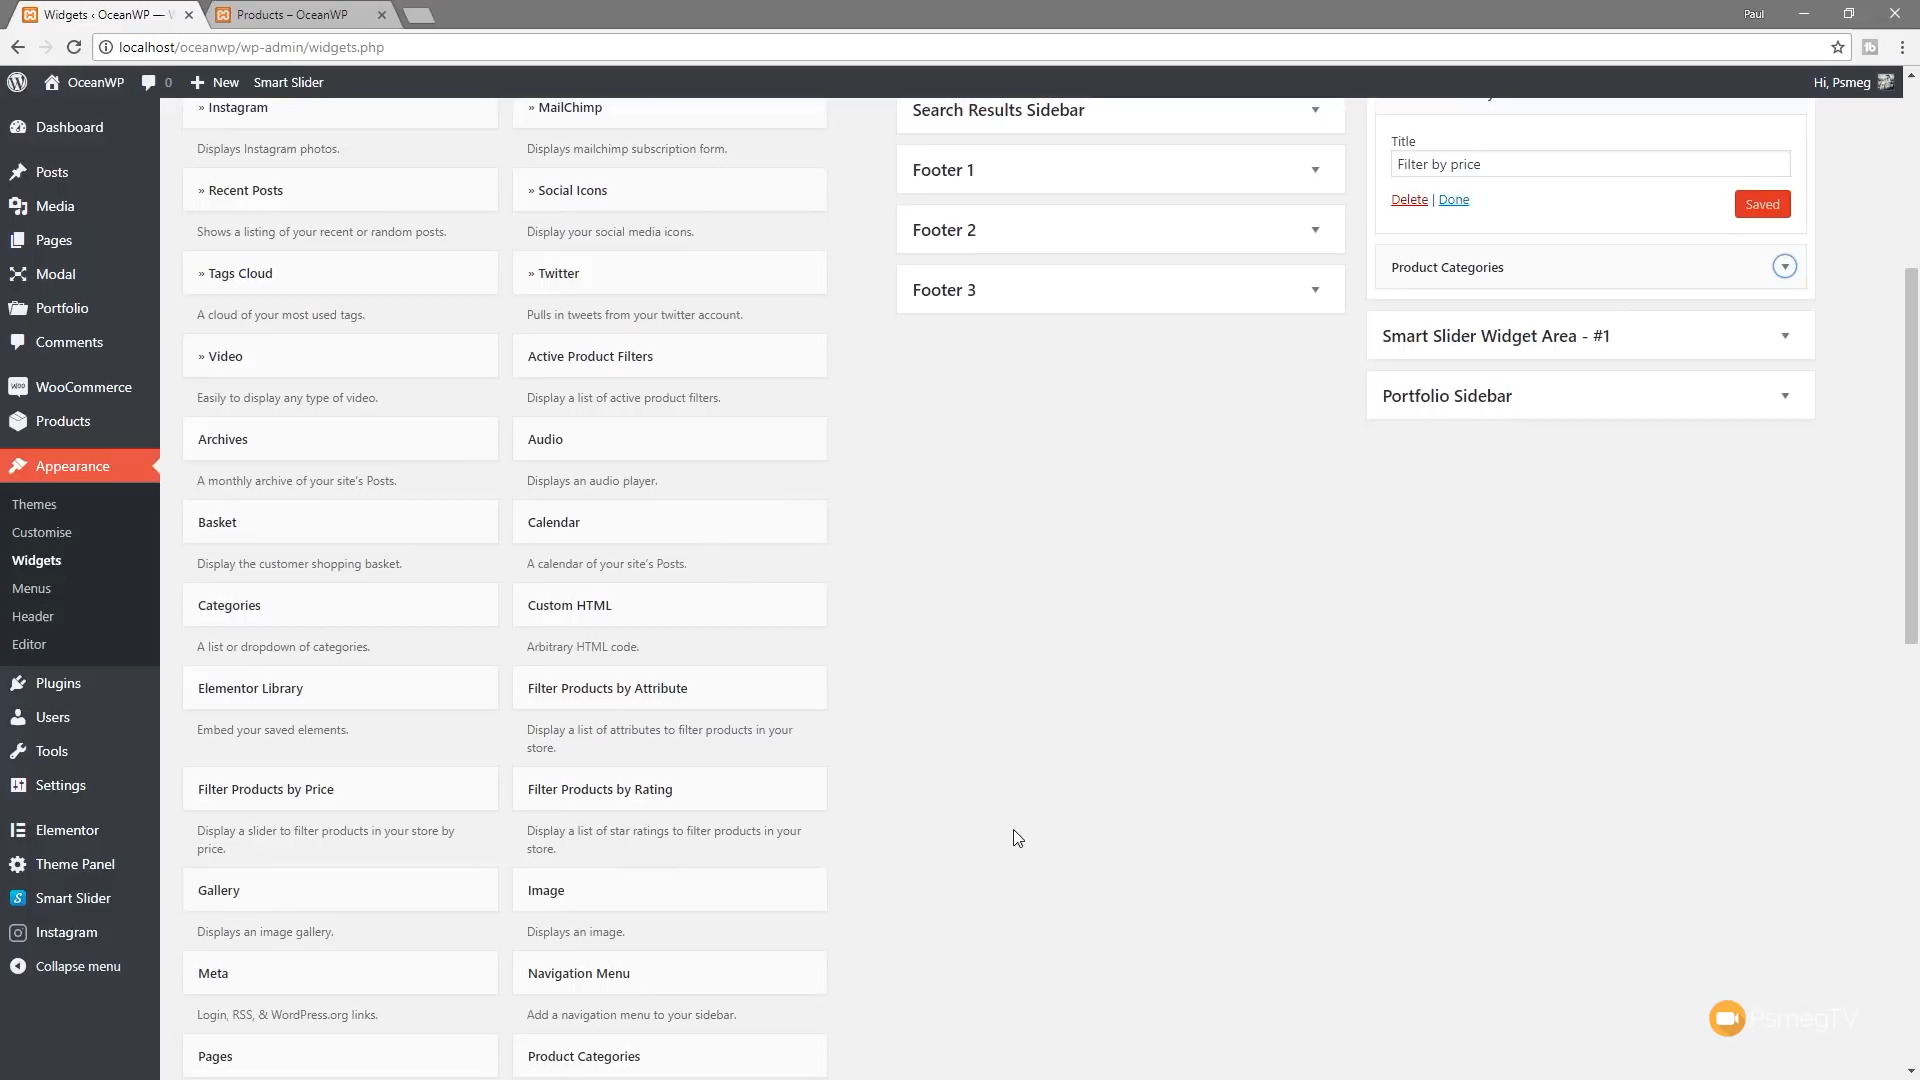 Widgets ‹ OceanWP — W
Products – OceanWP
Paul
localhost/oceanwp/wp-admin/widgets.php
OceanWP
0
New
Smart Slider
Hi, Psmeg
Dashboard
Posts
Media
Pages
Modal
Portfolio
Comments
WooCommerce
Products
Appearance
Themes
Customise
Widgets
Menus
Header
Editor
Plugins
Users
Tools
Settings
Elementor
Theme Panel
Smart Slider
Instagram
Collapse menu
» Instagram
Displays Instagram photos.
» MailChimp
Displays mailchimp subscription form.
» Recent Posts
Shows a listing of your recent or random posts.
» Social Icons
Display your social media icons.
» Tags Cloud
A cloud of your most used tags.
» Twitter
Pulls in tweets from your twitter account.
» Video
Easily to display any type of video.
Active Product Filters
Display a list of active product filters.
Archives
A monthly archive of your site's Posts.
Audio
Displays an audio player.
Basket
Display the customer shopping basket.
Calendar
A calendar of your site's Posts.
Categories
A list or dropdown of categories.
Custom HTML
Arbitrary HTML code.
Elementor Library
Embed your saved elements.
Filter Products by Attribute
Display a list of attributes to filter products in your
store.
Filter Products by Price
Display a slider to filter products in your store by
price.
Filter Products by Rating
Display a list of star ratings to filter products in your
store.
Gallery
Displays an image gallery.
Image
Displays an image.
Meta
Login, RSS, & WordPress.org links.
Navigation Menu
Add a navigation menu to your sidebar.
Pages
Product Categories
Search Results Sidebar
Footer 1
Footer 2
Footer 3
Title
Filter by price
Delete | Done
Saved
Product Categories
Smart Slider Widget Area - #1
Portfolio Sidebar
PsmegTV